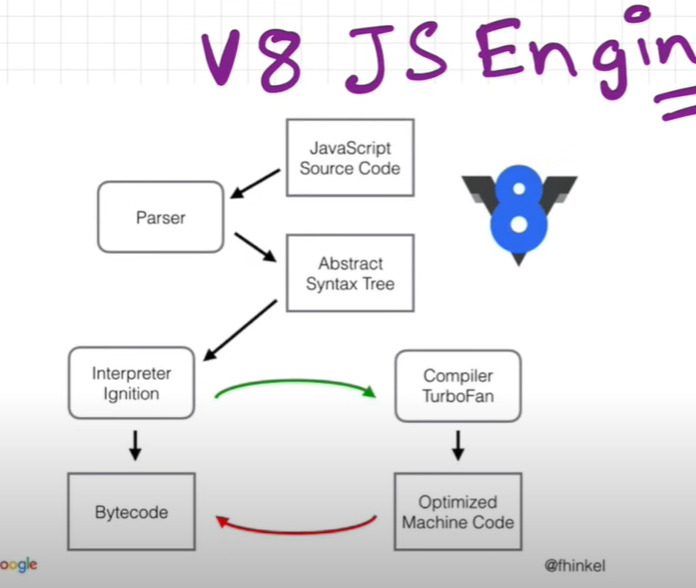 V8 JS Engin
JavaScript
Source Code
Parser
Abstract
Syntax Tree
Interpreter
Ignition
Compiler
TurboFan
Bytecode
Optimized
Machine Code
oogle
@fhinkel